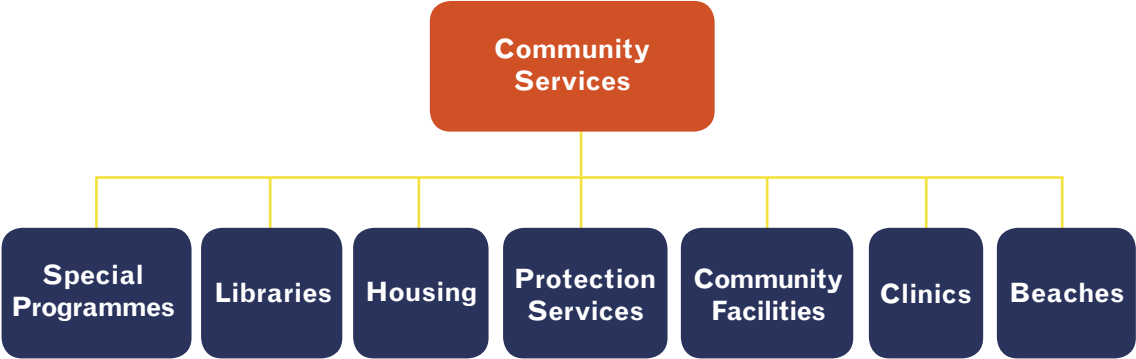 Community
Services
Special
Programmes
Libraries
Housing
Protection
Services
Community
Facilities
Clinics
Beaches